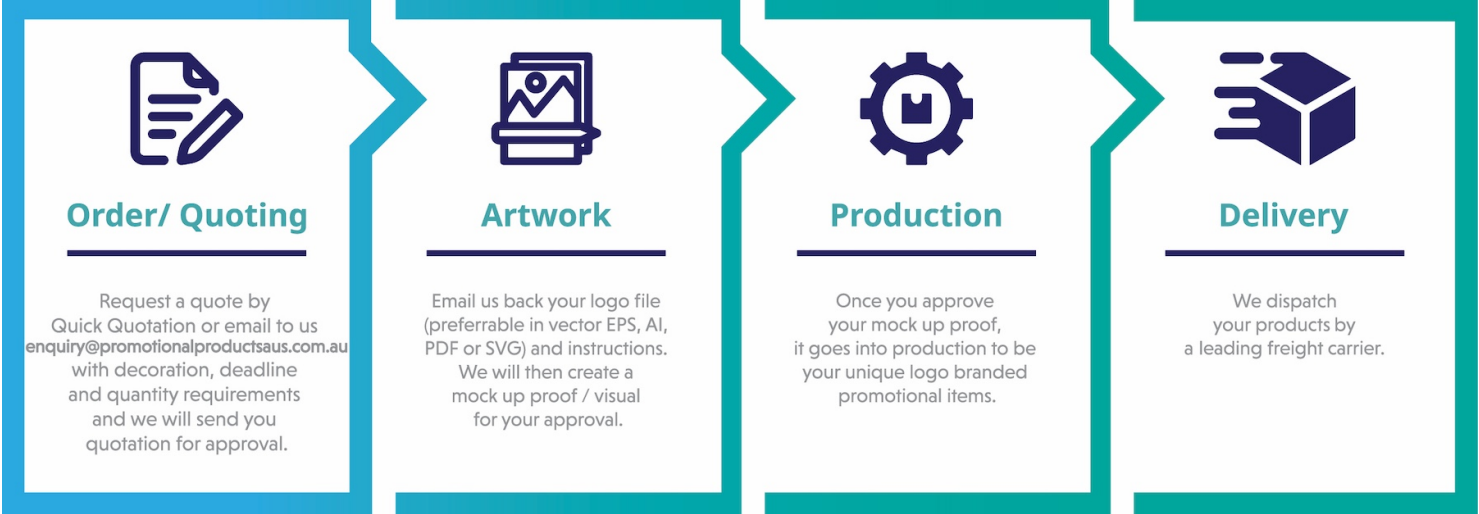 Order/ Quoting
Request a quote by
Quick Quotation or email to us
enquiry@promotionalproductsaus.com.au
with decoration, deadline
and quantity requirements
and we will send you
quotation for approval.
Artwork
Email us back your logo file
(preferrable in vector EPS, AI,
PDF or SVG) and instructions.
We will then create a
mock up proof / visual
for your approval.
Production
Once you approve
your mock up proof,
it goes into production to be
your unique logo branded
promotional items.
Delivery
We dispatch
your products by
a leading freight carrier.